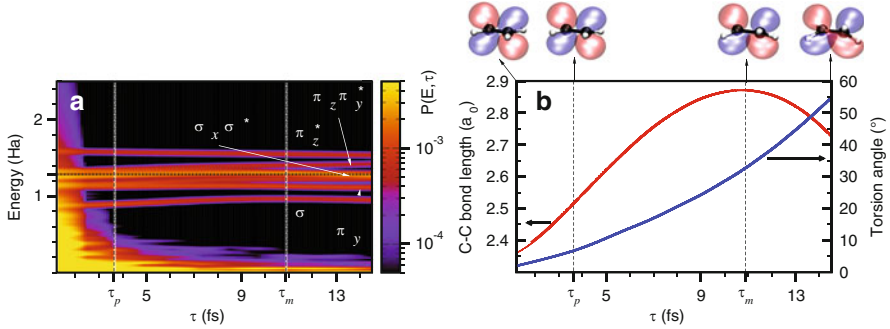 a
b
Energy (Ha)
2
1
σ x σ *
π z *
π z π y *
σ
π y
P(E,τ)
10⁻³
10⁻⁴
τp 5 9 τm 13
τ (fs)
C-C bond length (a0)
2.9
2.8
2.7
2.6
2.5
2.4
60
50
40
30
20
10
0
Torsion angle (°)
τp 5 9 τm 13
τ (fs)